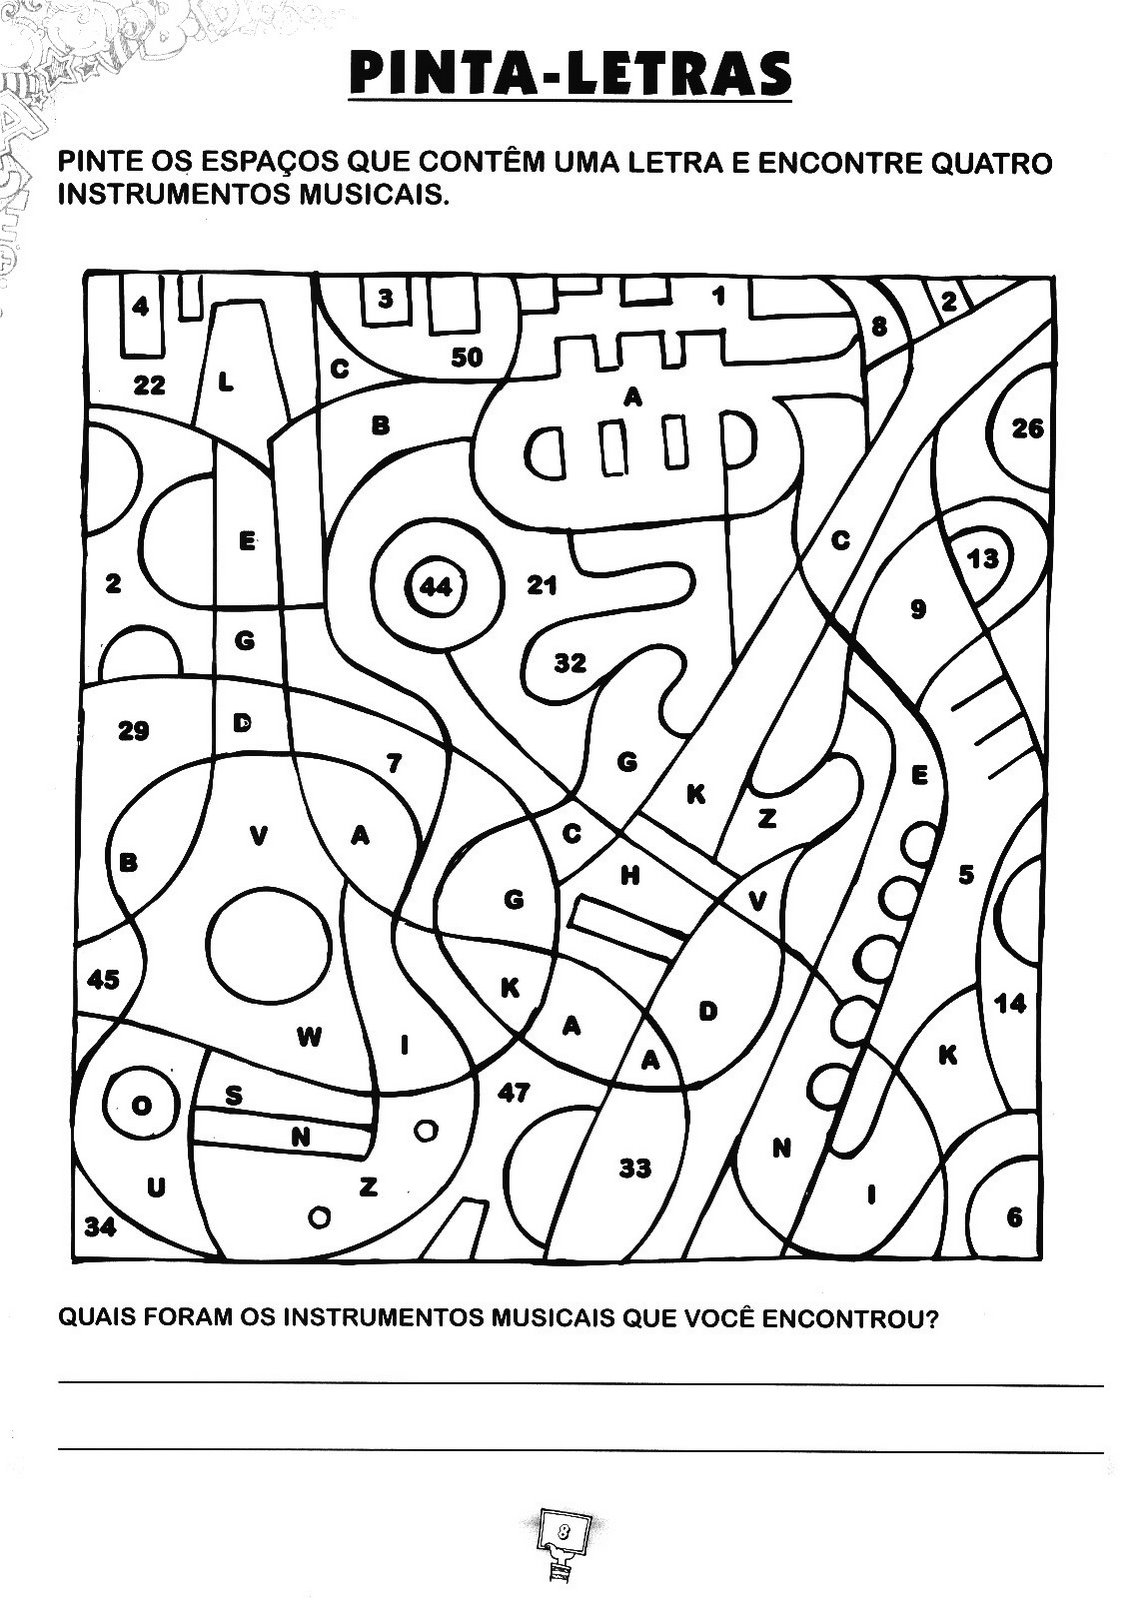 PINTA-LETRAS
PINTE OS ESPAÇOS QUE CONTÊM UMA LETRA E ENCONTRE QUATRO
INSTRUMENTOS MUSICAIS.
4
3
1
2
8
50
22
L
C
A
B
26
E
C
13
2
44
21
9
G
32
29
D
7
G
E
K
Z
B
V
A
C
H
5
G
V
45
K
14
W
I
A
D
A
K
O
S
47
N
U
Z
33
N
I
34
6
QUAIS FORAM OS INSTRUMENTOS MUSICAIS QUE VOCÊ ENCONTROU?
8